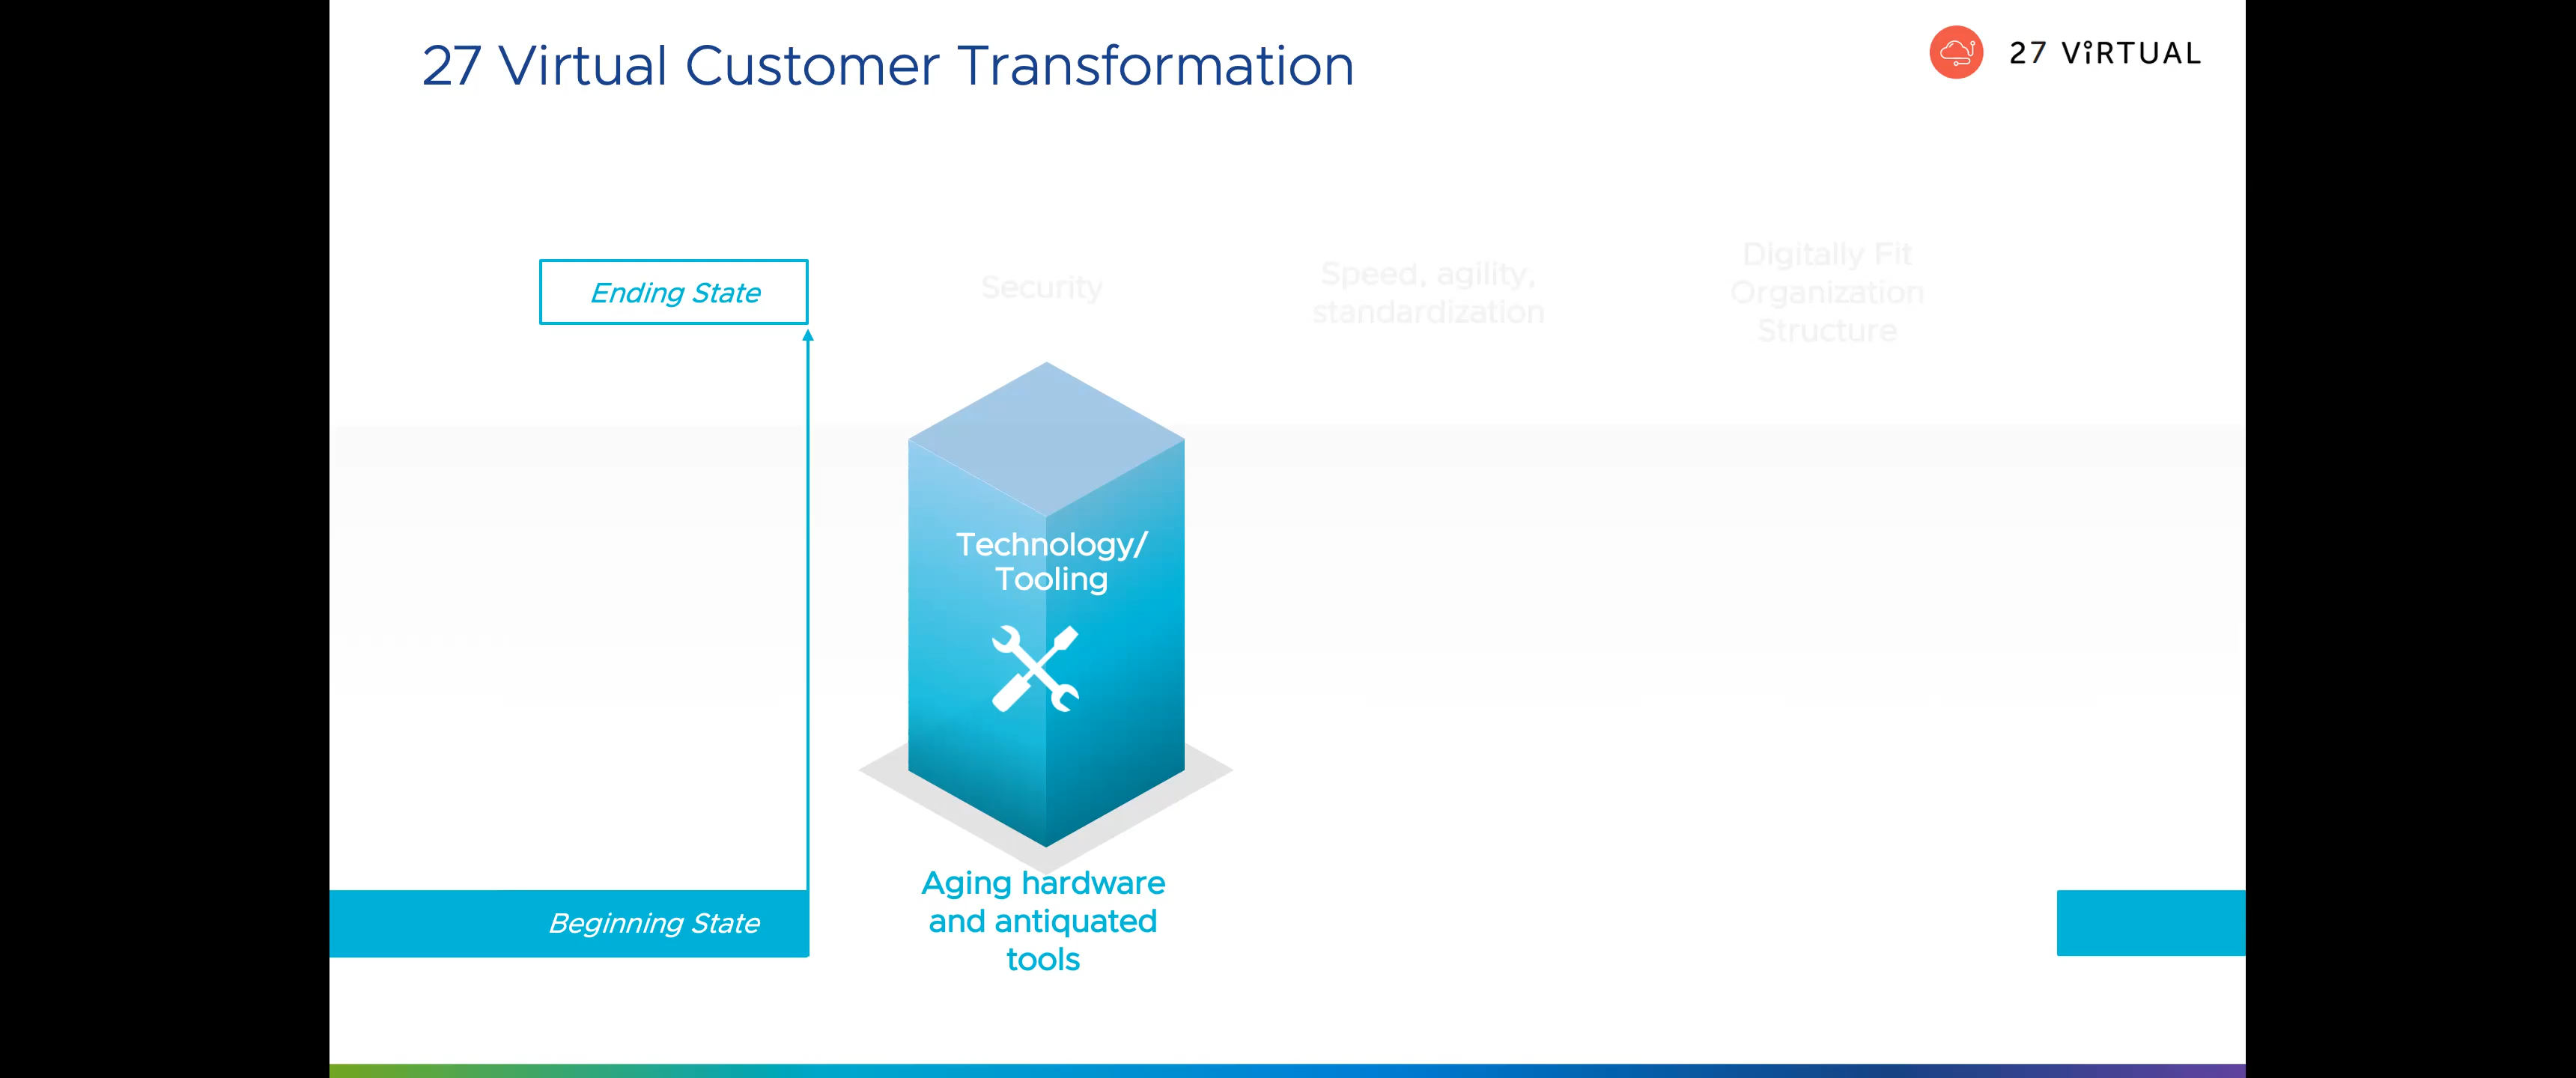 27 Virtual Customer Transformation
27 ViRTUAL
Ending State
Security
Speed, agility,
standardization
Digitally Fit
Organization
Structure
Technology/
Tooling
Beginning State
Aging hardware
and antiquated
tools